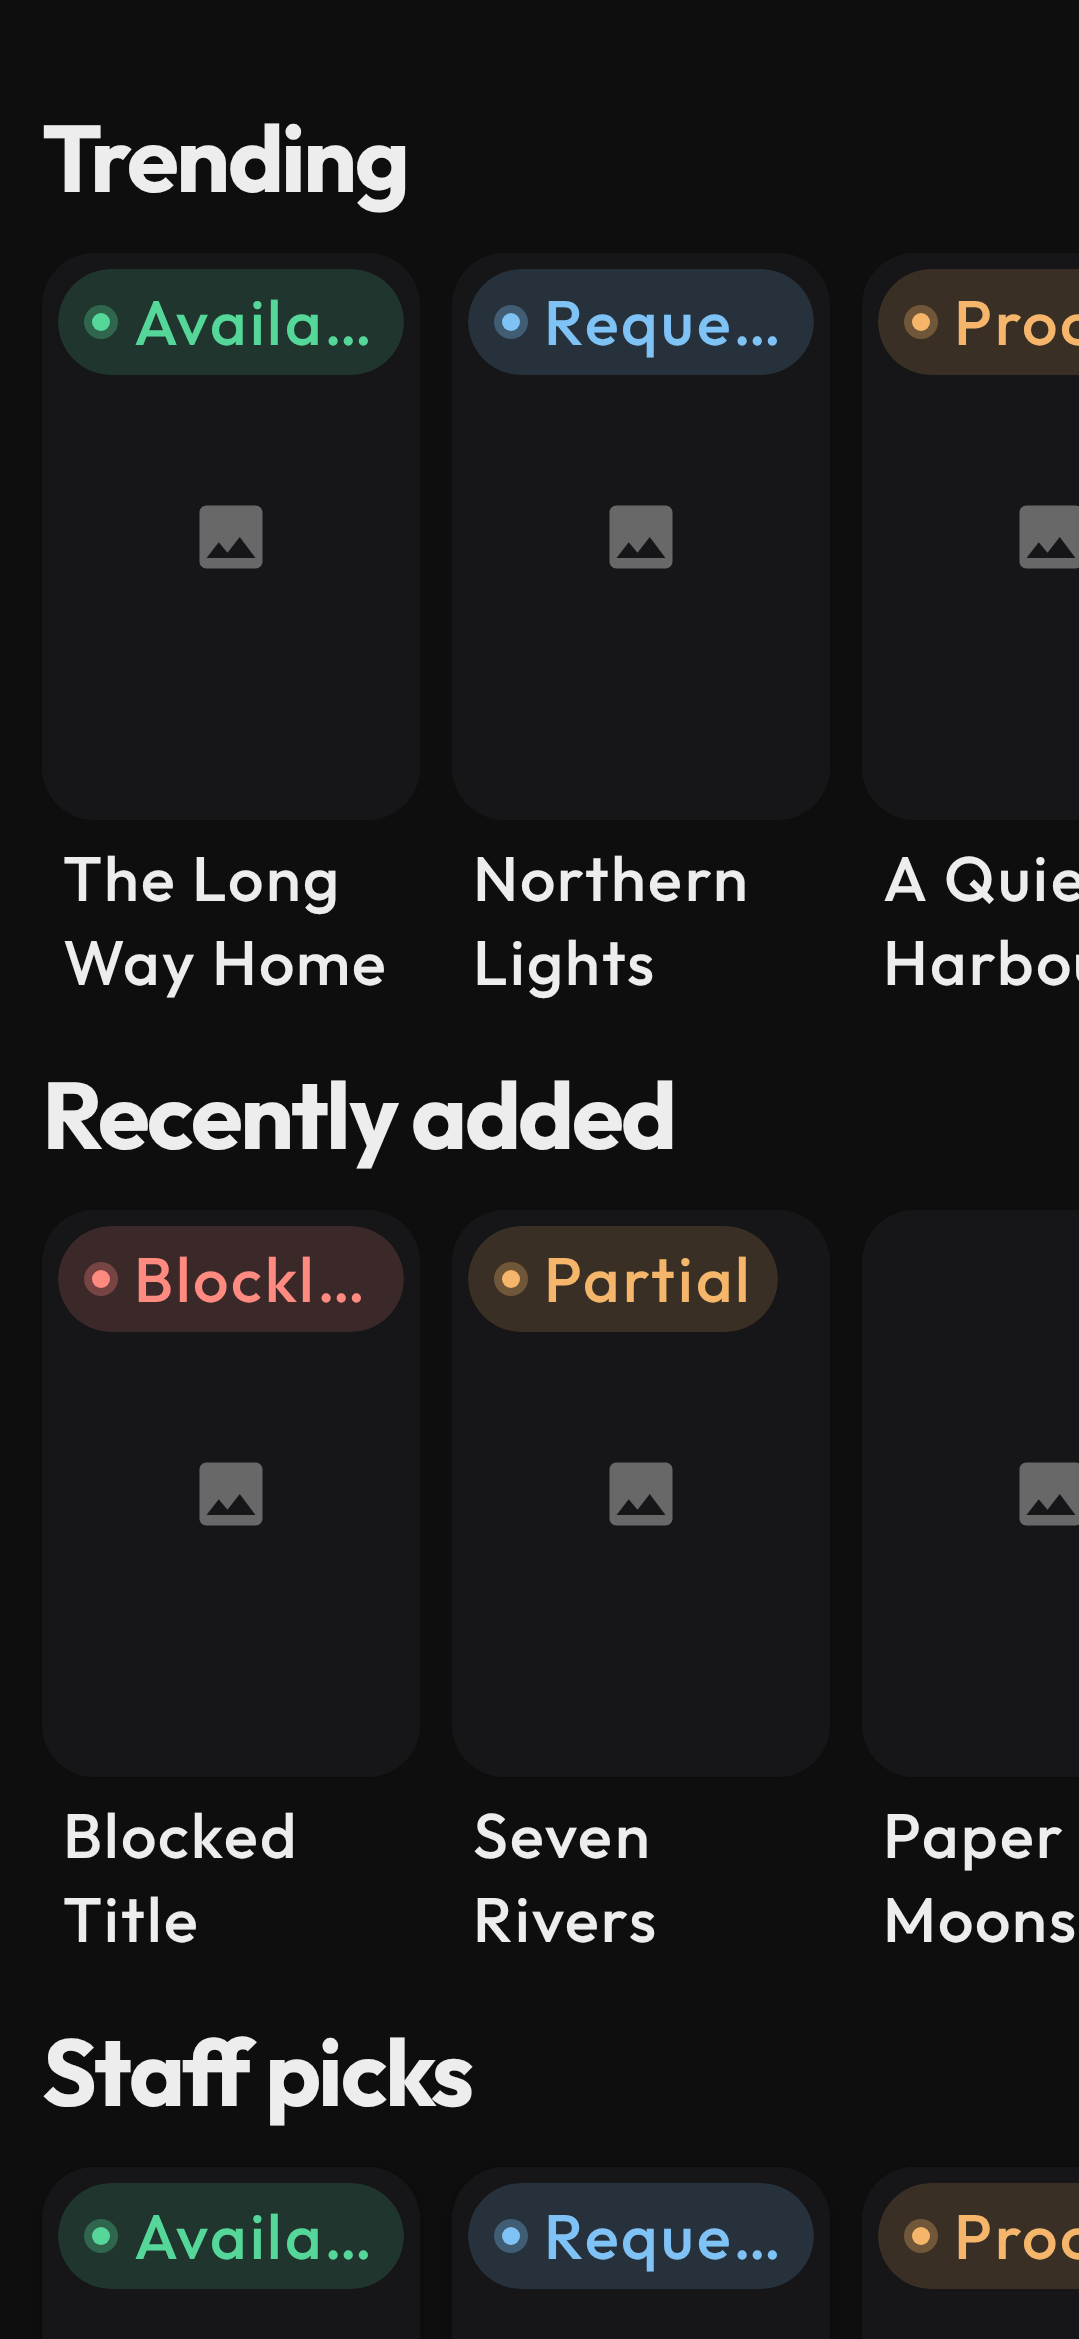 Trending
Availa...
Reque...
Proc
The Long
Way Home
Northern
Lights
A Quie
Harbou
Recently added
Blockl...
Partial
Blocked
Title
Seven
Rivers
Paper
Moons
Staff picks
Availa...
Reque...
Proc